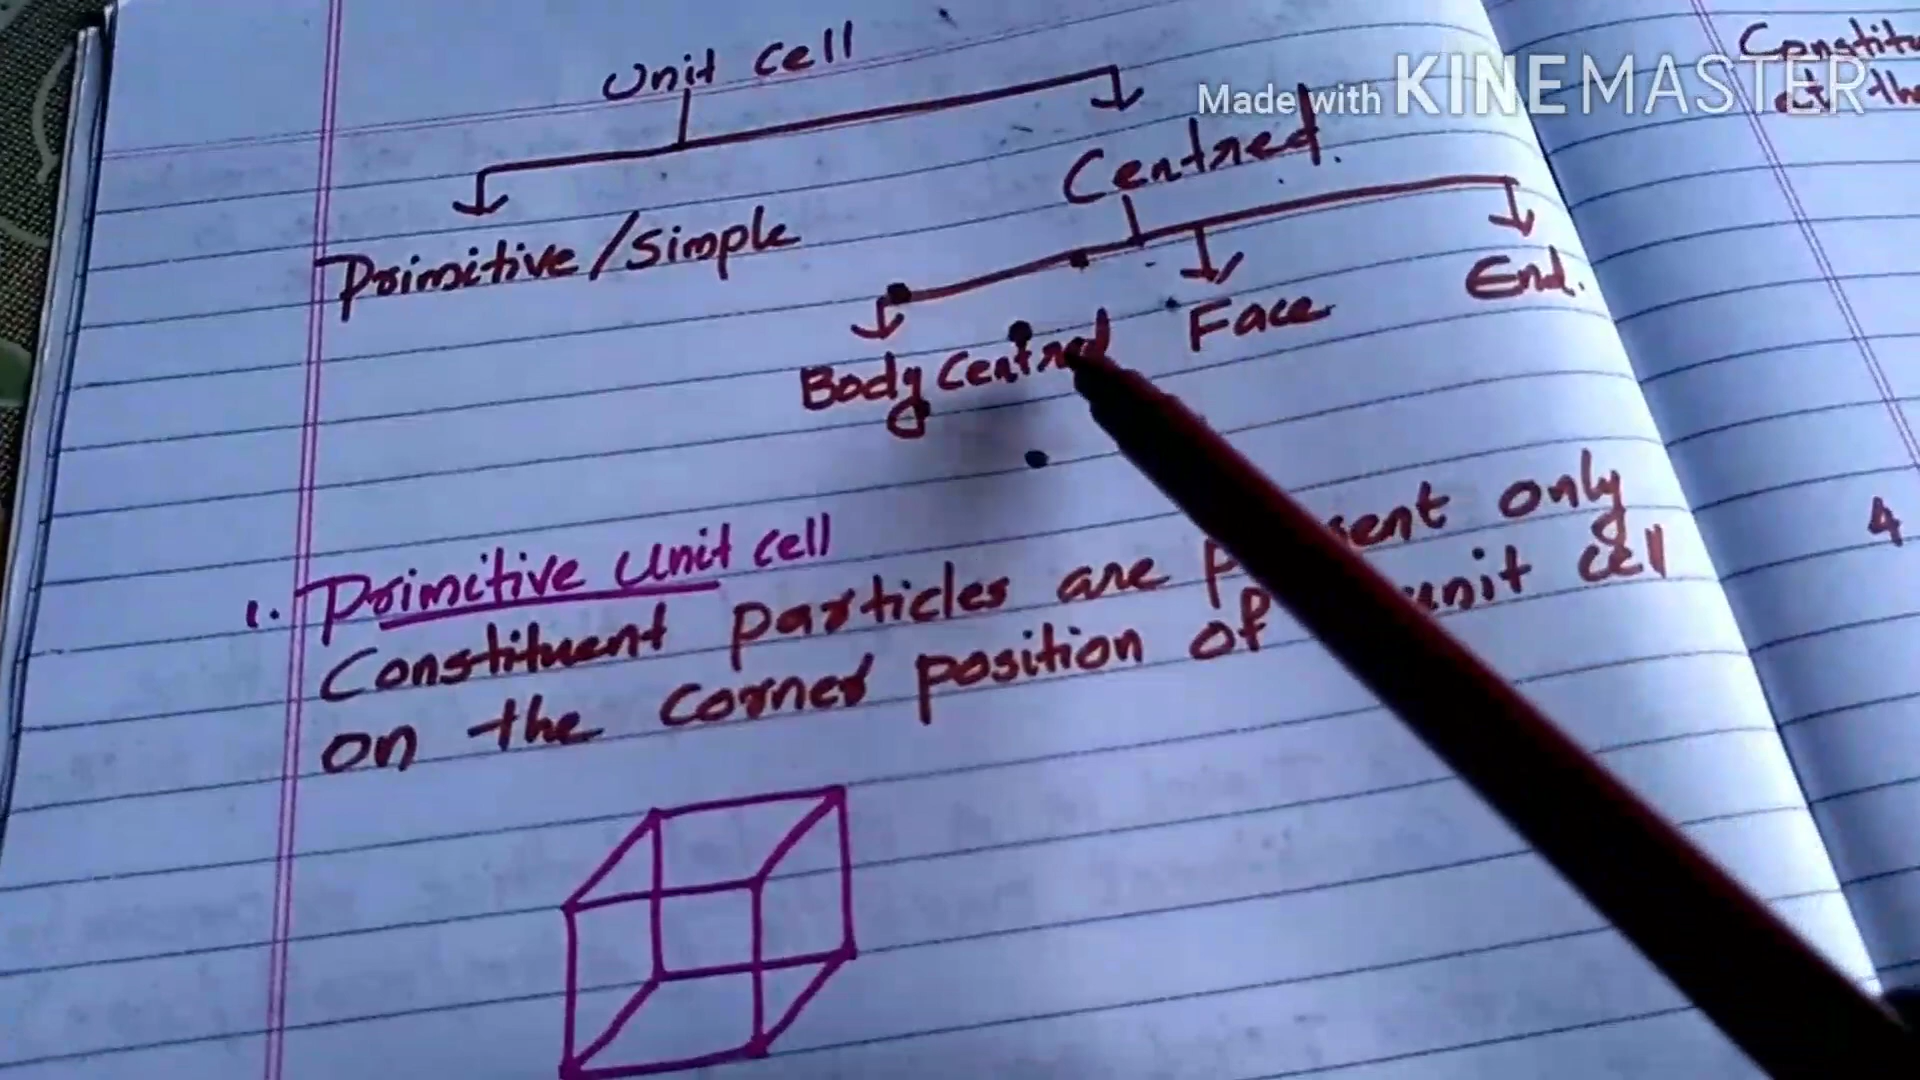 Unit cell
Made with KINEMASTER
Centred.
Primitive/Simple
Body Centred Face End.
1. Primitive unit cell
Constituent particles are only
on the corner position of unit cell
4